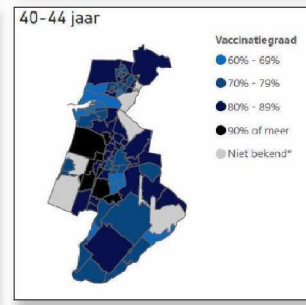 40-44 jaar
Vaccinatiegraad
60% - 69%
70% - 79%
80% - 89%
90% of meer
Niet bekend*